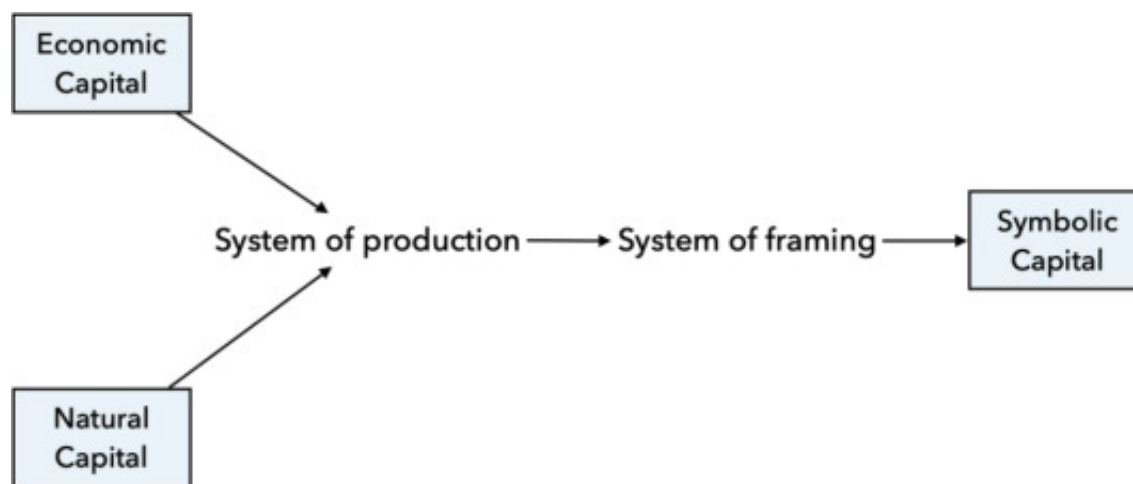 Economic
Capital
System of production
System of framing
Symbolic
Capital
Natural
Capital